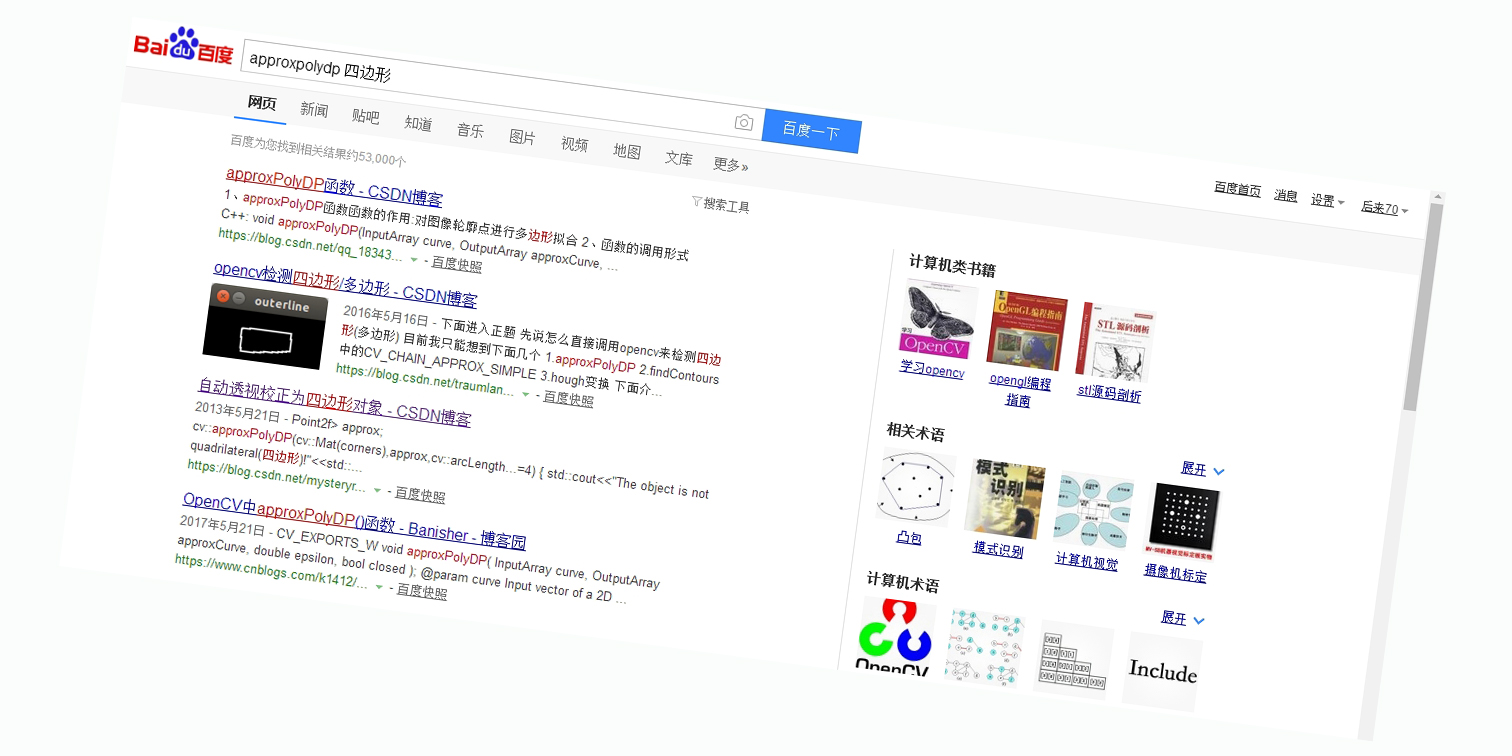 Baidu百度
approxpolydp 四边形
百度一下
百度首页 消息 设置 后来70
网页 新闻 贴吧 知道 音乐 图片 视频 地图 文库 更多»
百度为您找到相关结果约53,000个
搜索工具
approxPolyDP函数 - CSDN博客
1、approxPolyDP函数函数的作用:对图像轮廓点进行多边形拟合 2、函数的调用形式
C++: void approxPolyDP(InputArray curve, OutputArray approxCurve, ...
https://blog.csdn.net/qq_18343... - 百度快照
opencv检测四边形/多边形 - CSDN博客
outerline
2016年5月16日 - 下面进入正题 先说怎么直接调用opencv来检测四边
形(多边形) 目前我只能想到下面几个 1.approxPolyDP 2.findContours
中的CV_CHAIN_APPROX_SIMPLE 3.hough变换 下面介...
https://blog.csdn.net/traumlan... - 百度快照
自动透视校正为四边形对象 - CSDN博客
2013年5月21日 - Point2f> approx;
cv::approxPolyDP(cv::Mat(corners),approx,cv::arcLength...=4) { std::cout<<"The object is not
quadrilateral(四边形)!"<<std::...
https://blog.csdn.net/mysteryr... - 百度快照
OpenCV中approxPolyDP()函数 - Banisher - 博客园
2017年5月21日 - CV_EXPORTS_W void approxPolyDP( InputArray curve, OutputArray
approxCurve, double epsilon, bool closed ); @param curve Input vector of a 2D ...
https://www.cnblogs.com/k1412/... - 百度快照
计算机类书籍
学习 OpenCV
OpenGL编程指南
STL 源码剖析
学习opencv
opengl编程
指南
stl源码剖析
相关术语
展开
模式
识别
凸包
模式识别
计算机视觉
摄像机标定
计算机术语
展开
OpenCV
Include